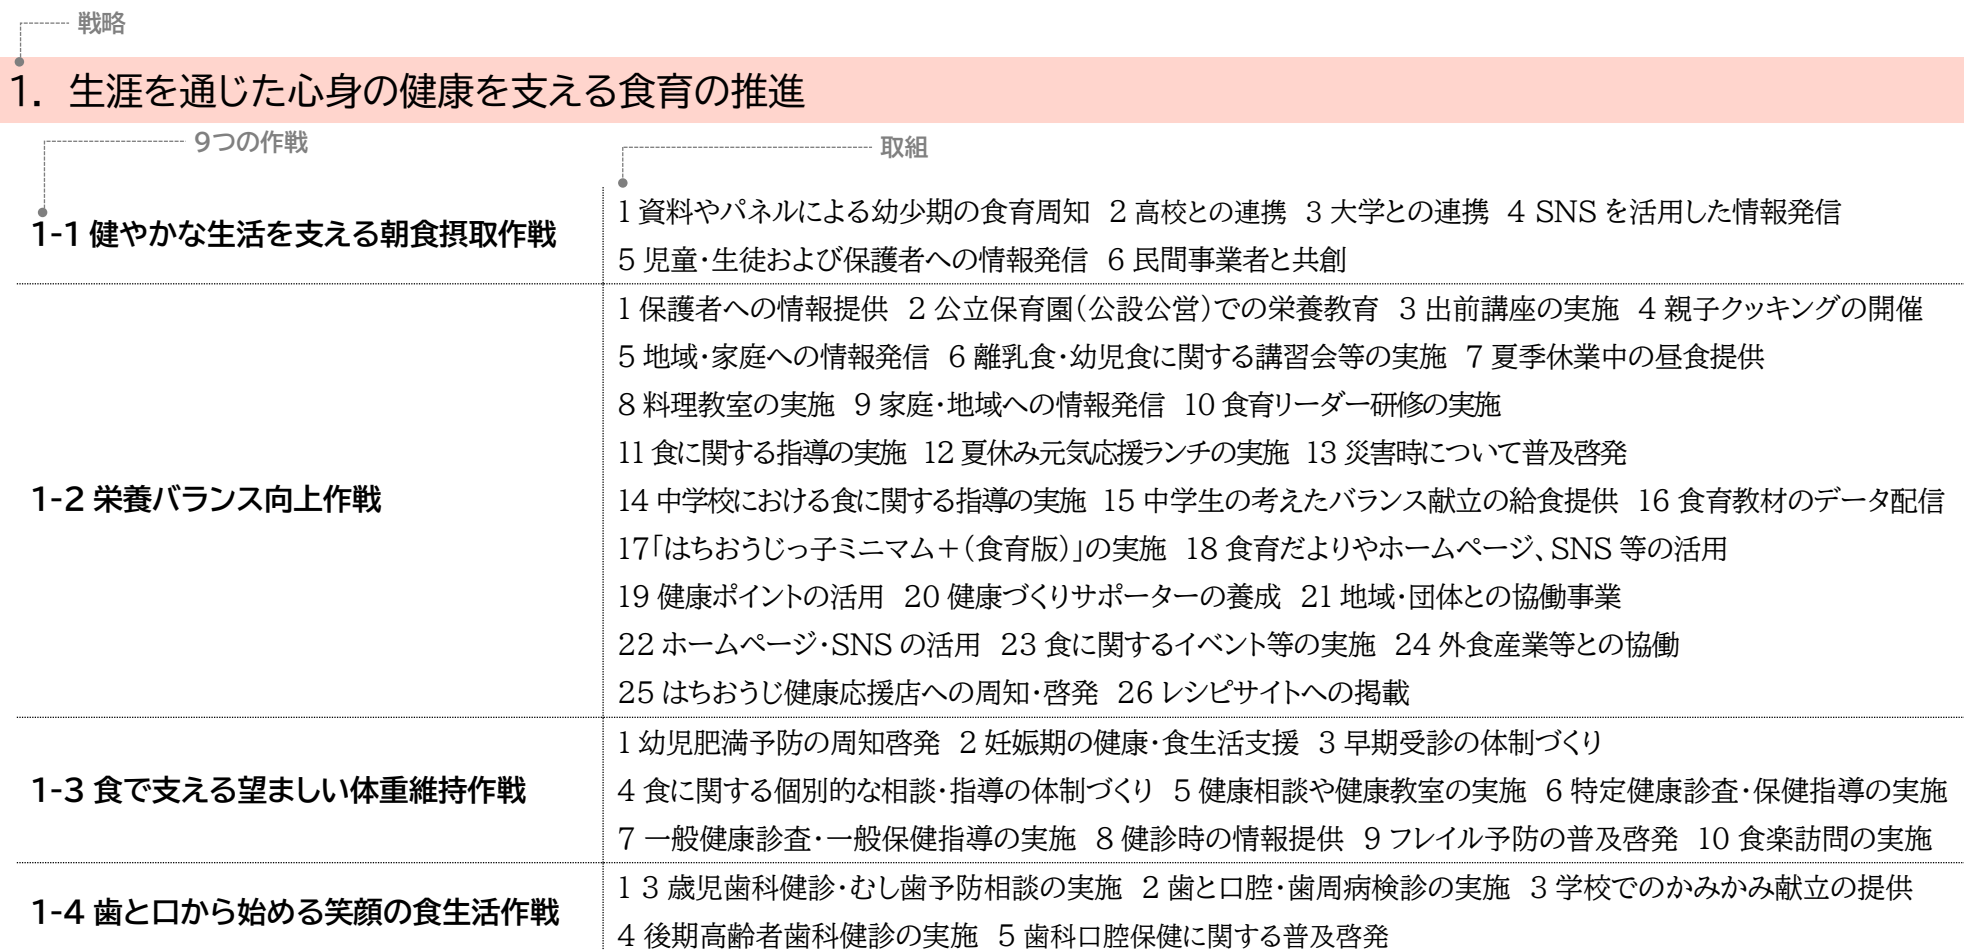 戦略
1. 生涯を通じた心身の健康を支える食育の推進
9つの作戦
取組
1-1 健やかな生活を支える朝食摂取作戦
1 資料やパネルによる幼少期の食育周知 2 高校との連携 3 大学との連携 4 SNS を活用した情報発信
5 児童・生徒および保護者への情報発信 6 民間事業者と共創
1-2 栄養バランス向上作戦
1 保護者への情報提供 2 公立保育園(公設公営)での栄養教育 3 出前講座の実施 4 親子クッキングの開催
5 地域・家庭への情報発信 6 離乳食・幼児食に関する講習会等の実施 7 夏季休業中の昼食提供
8 料理教室の実施 9 家庭・地域への情報発信 10 食育リーダー研修の実施
11 食に関する指導の実施 12 夏休み元気応援ランチの実施 13 災害時について普及啓発
14 中学校における食に関する指導の実施 15 中学生の考えたバランス献立の給食提供 16 食育教材のデータ配信
17「はちおうじっ子ミニマム+(食育版)」の実施 18 食育だよりやホームページ、SNS 等の活用
19 健康ポイントの活用 20 健康づくりサポーターの養成 21 地域・団体との協働事業
22 ホームページ・SNS の活用 23 食に関するイベント等の実施 24 外食産業等との協働
25 はちおうじ健康応援店への周知・啓発 26 レシピサイトへの掲載
1-3 食で支える望ましい体重維持作戦
1 幼児肥満予防の周知啓発 2 妊娠期の健康・食生活支援 3 早期受診の体制づくり
4 食に関する個別的な相談・指導の体制づくり 5 健康相談や健康教室の実施 6 特定健康診査・保健指導の実施
7 一般健康診査・一般保健指導の実施 8 健診時の情報提供 9 フレイル予防の普及啓発 10 食楽訪問の実施
1-4 歯と口から始める笑顔の食生活作戦
1 3 歳児歯科健診・むし歯予防相談の実施 2 歯と口腔・歯周病検診の実施 3 学校でのかみかみ献立の提供
4 後期高齢者歯科健診の実施 5 歯科口腔保健に関する普及啓発